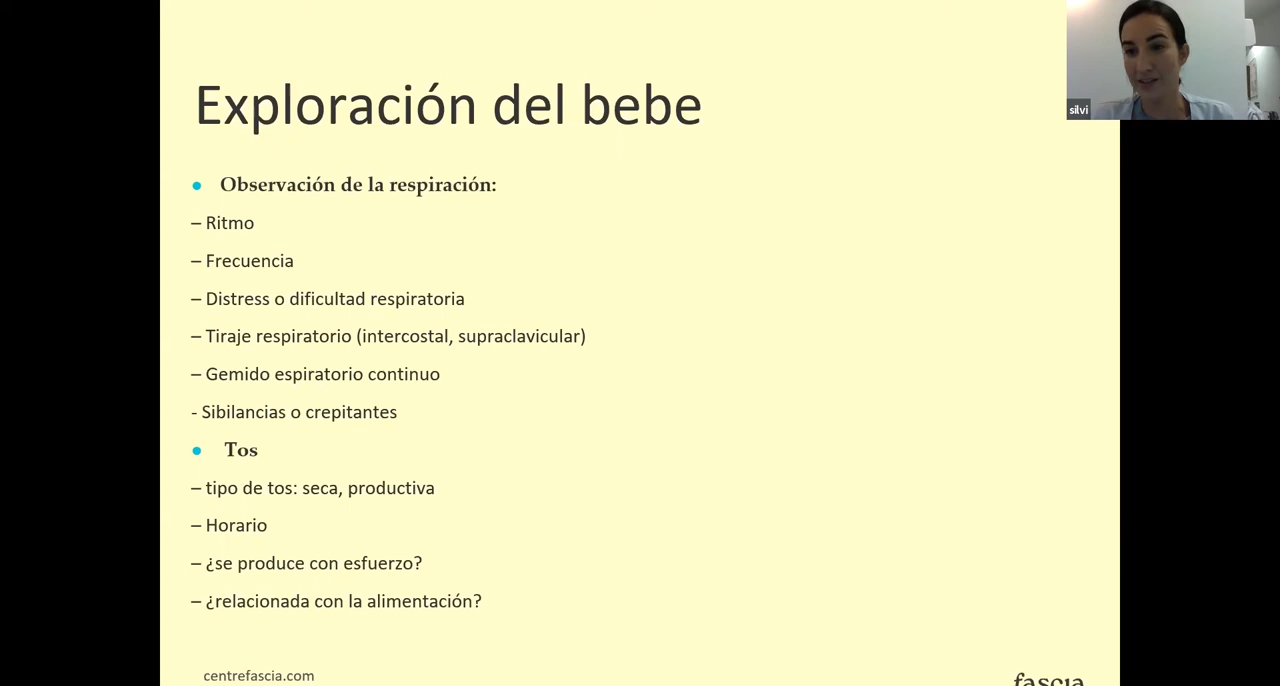 Exploración del bebe
silvi
● Observación de la respiración:
– Ritmo
– Frecuencia
– Distress o dificultad respiratoria
– Tiraje respiratorio (intercostal, supraclavicular)
– Gemido espiratorio continuo
- Sibilancias o crepitantes
● Tos
– tipo de tos: seca, productiva
– Horario
– ¿se produce con esfuerzo?
– ¿relacionada con la alimentación?
centrefascia.com
fascia